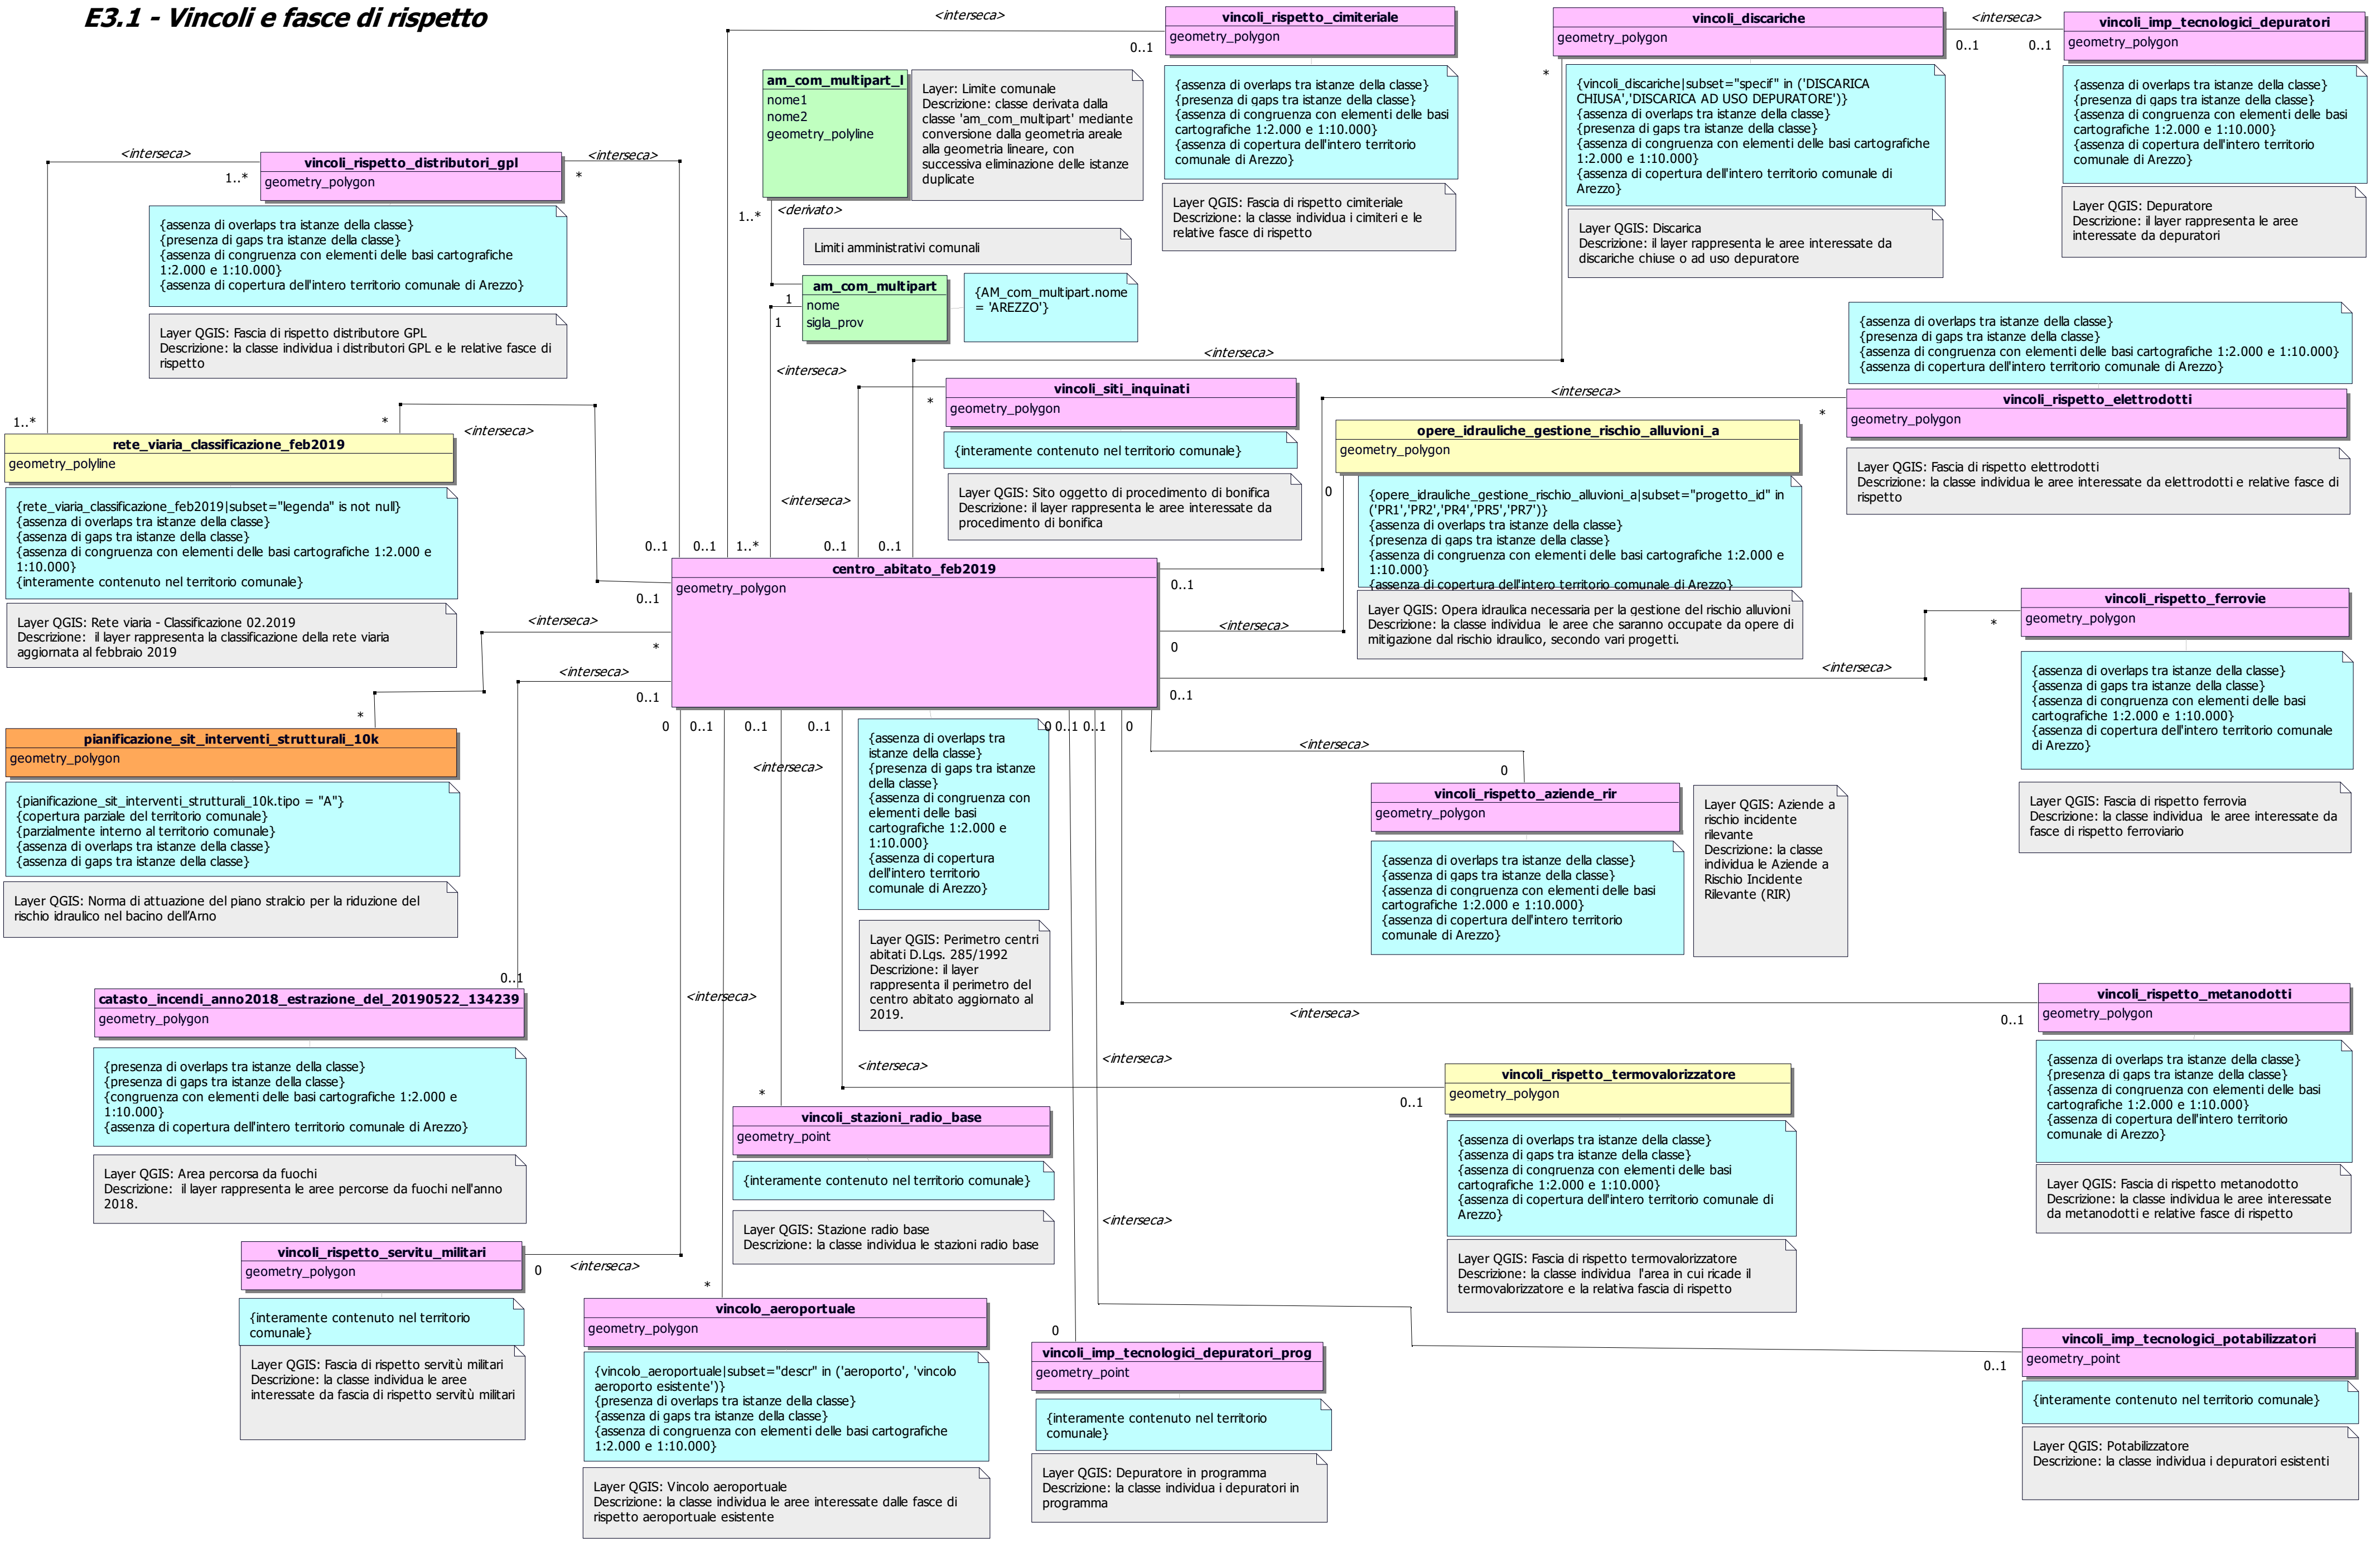 E3.1 - Vincoli e fasce di rispetto
<interseca>
vincoli_rispetto_cimiteriale
geometry_polygon
0..1
{assenza di overlaps tra istanze della classe}
{presenza di gaps tra istanze della classe}
{assenza di congruenza con elementi delle basi
cartografiche 1:2.000 e 1:10.000}
{assenza di copertura dell'intero territorio
comunale di Arezzo}
Layer QGIS: Fascia di rispetto cimiteriale
Descrizione: la classe individua i cimiteri e le
relative fasce di rispetto
vincoli_discariche
geometry_polygon
*
<interseca>
0..1
0..1
{vincoli_discariche|subset="specif" in ('DISCARICA
CHIUSA','DISCARICA AD USO DEPURATORE')}
{assenza di overlaps tra istanze della classe}
{presenza di gaps tra istanze della classe}
{assenza di congruenza con elementi delle basi cartografiche
1:2.000 e 1:10.000}
{assenza di copertura dell'intero territorio comunale di
Arezzo}
Layer QGIS: Discarica
Descrizione: il layer rappresenta le aree interessate da
discariche chiuse o ad uso depuratore
vincoli_imp_tecnologici_depuratori
geometry_polygon
{assenza di overlaps tra istanze della classe}
{presenza di gaps tra istanze della classe}
{assenza di congruenza con elementi delle basi
cartografiche 1:2.000 e 1:10.000}
{assenza di copertura dell'intero territorio
comunale di Arezzo}
Layer QGIS: Depuratore
Descrizione: il layer rappresenta le aree
interessate da depuratori
am_com_multipart_l
nome1
nome2
geometry_polyline
Layer: Limite comunale
Descrizione: classe derivata dalla
classe 'am_com_multipart' mediante
conversione dalla geometria areale
alla geometria lineare, con
successiva eliminazione delle istanze
duplicate
1..*
<derivato>
Limiti amministrativi comunali
1
am_com_multipart
nome
sigla_prov
{AM_com_multipart.nome
= 'AREZZO'}
1
<interseca>
<interseca>
vincoli_rispetto_distributori_gpl
geometry_polygon
1..*
<interseca>
*
{assenza di overlaps tra istanze della classe}
{presenza di gaps tra istanze della classe}
{assenza di congruenza con elementi delle basi cartografiche
1:2.000 e 1:10.000}
{assenza di copertura dell'intero territorio comunale di Arezzo}
Layer QGIS: Fascia di rispetto distributore GPL
Descrizione: la classe individua i distributori GPL e le relative fasce di
rispetto
1..*
*
<interseca>
rete_viaria_classificazione_feb2019
geometry_polyline
{rete_viaria_classificazione_feb2019|subset="legenda" is not null}
{assenza di overlaps tra istanze della classe}
{assenza di gaps tra istanze della classe}
{assenza di congruenza con elementi delle basi cartografiche 1:2.000 e
1:10.000}
{interamente contenuto nel territorio comunale}
Layer QGIS: Rete viaria - Classificazione 02.2019
Descrizione:  il layer rappresenta la classificazione della rete viaria
aggiornata al febbraio 2019
<interseca>
vincoli_siti_inquinati
geometry_polygon
*
{interamente contenuto nel territorio comunale}
Layer QGIS: Sito oggetto di procedimento di bonifica
Descrizione: il layer rappresenta le aree interessate da
procedimento di bonifica
<interseca>
<interseca>
{assenza di overlaps tra istanze della classe}
{presenza di gaps tra istanze della classe}
{assenza di congruenza con elementi delle basi cartografiche 1:2.000 e 1:10.000}
{assenza di copertura dell'intero territorio comunale di Arezzo}
<interseca>
*
vincoli_rispetto_elettrodotti
geometry_polygon
Layer QGIS: Fascia di rispetto elettrodotti
Descrizione: la classe individua le aree interessate da elettrodotti e relative fasce di
rispetto
opere_idrauliche_gestione_rischio_alluvioni_a
geometry_polygon
0
{opere_idrauliche_gestione_rischio_alluvioni_a|subset="progetto_id" in
('PR1','PR2','PR4','PR5','PR7')}
{assenza di overlaps tra istanze della classe}
{presenza di gaps tra istanze della classe}
{assenza di congruenza con elementi delle basi cartografiche 1:2.000 e
1:10.000}
{assenza di copertura dell'intero territorio comunale di Arezzo}
Layer QGIS: Opera idraulica necessaria per la gestione del rischio alluvioni
Descrizione: la classe individua  le aree che saranno occupate da opere di
mitigazione dal rischio idraulico, secondo vari progetti.
0..1
0..1
1..*
0..1
0..1
centro_abitato_feb2019
geometry_polygon
0..1
*
0..1
0..1
0
0..1
<interseca>
<interseca>
<interseca>
0
0..1
0..1
0..1
0
0..1
0..1
0
{assenza di overlaps tra
istanze della classe}
{presenza di gaps tra istanze
della classe}
{assenza di congruenza con
elementi delle basi
cartografiche 1:2.000 e
1:10.000}
{assenza di copertura
dell'intero territorio
comunale di Arezzo}
Layer QGIS: Perimetro centri
abitati D.Lgs. 285/1992
Descrizione: il layer
rappresenta il perimetro del
centro abitato aggiornato al
2019.
<interseca>
*
vincoli_rispetto_ferrovie
geometry_polygon
{assenza di overlaps tra istanze della classe}
{assenza di gaps tra istanze della classe}
{assenza di congruenza con elementi delle basi
cartografiche 1:2.000 e 1:10.000}
{assenza di copertura dell'intero territorio comunale
di Arezzo}
Layer QGIS: Fascia di rispetto ferrovia
Descrizione: la classe individua  le aree interessate da
fasce di rispetto ferroviario
*
pianificazione_sit_interventi_strutturali_10k
geometry_polygon
{pianificazione_sit_interventi_strutturali_10k.tipo = "A"}
{copertura parziale del territorio comunale}
{parzialmente interno al territorio comunale}
{assenza di overlaps tra istanze della classe}
{assenza di gaps tra istanze della classe}
Layer QGIS: Norma di attuazione del piano stralcio per la riduzione del
rischio idraulico nel bacino dell'Arno
<interseca>
0
vincoli_rispetto_aziende_rir
geometry_polygon
{assenza di overlaps tra istanze della classe}
{assenza di gaps tra istanze della classe}
{assenza di congruenza con elementi delle basi
cartografiche 1:2.000 e 1:10.000}
{assenza di copertura dell'intero territorio
comunale di Arezzo}
Layer QGIS: Aziende a
rischio incidente
rilevante
Descrizione: la classe
individua le Aziende a
Rischio Incidente
Rilevante (RIR)
0..1
catasto_incendi_anno2018_estrazione_del_20190522_134239
geometry_polygon
{presenza di overlaps tra istanze della classe}
{presenza di gaps tra istanze della classe}
{congruenza con elementi delle basi cartografiche 1:2.000 e
1:10.000}
{assenza di copertura dell'intero territorio comunale di Arezzo}
Layer QGIS: Area percorsa da fuochi
Descrizione:  il layer rappresenta le aree percorse da fuochi nell'anno
2018.
<interseca>
<interseca>
<interseca>
<interseca>
0..1
vincoli_rispetto_metanodotti
geometry_polygon
{assenza di overlaps tra istanze della classe}
{presenza di gaps tra istanze della classe}
{assenza di congruenza con elementi delle basi
cartografiche 1:2.000 e 1:10.000}
{assenza di copertura dell'intero territorio
comunale di Arezzo}
Layer QGIS: Fascia di rispetto metanodotto
Descrizione: la classe individua le aree interessate
da metanodotti e relative fasce di rispetto
<interseca>
0..1
vincoli_rispetto_termovalorizzatore
geometry_polygon
{assenza di overlaps tra istanze della classe}
{assenza di gaps tra istanze della classe}
{assenza di congruenza con elementi delle basi
cartografiche 1:2.000 e 1:10.000}
{assenza di copertura dell'intero territorio comunale di
Arezzo}
Layer QGIS: Fascia di rispetto termovalorizzatore
Descrizione: la classe individua  l'area in cui ricade il
termovalorizzatore e la relativa fascia di rispetto
*
vincoli_stazioni_radio_base
geometry_point
{interamente contenuto nel territorio comunale}
Layer QGIS: Stazione radio base
Descrizione: la classe individua le stazioni radio base
<interseca>
vincoli_rispetto_servitu_militari
geometry_polygon
0
<interseca>
{interamente contenuto nel territorio
comunale}
Layer QGIS: Fascia di rispetto servitù militari
Descrizione: la classe individua le aree
interessate da fascia di rispetto servitù militari
*
vincolo_aeroportuale
geometry_polygon
{vincolo_aeroportuale|subset="descr" in ('aeroporto', 'vincolo
aeroporto esistente')}
{presenza di overlaps tra istanze della classe}
{assenza di gaps tra istanze della classe}
{assenza di congruenza con elementi delle basi cartografiche
1:2.000 e 1:10.000}
Layer QGIS: Vincolo aeroportuale
Descrizione: la classe individua le aree interessate dalle fasce di
rispetto aeroportuale esistente
0
vincoli_imp_tecnologici_depuratori_prog
geometry_point
{interamente contenuto nel territorio
comunale}
Layer QGIS: Depuratore in programma
Descrizione: la classe individua i depuratori in
programma
0..1
vincoli_imp_tecnologici_potabilizzatori
geometry_point
{interamente contenuto nel territorio comunale}
Layer QGIS: Potabilizzatore
Descrizione: la classe individua i depuratori esistenti